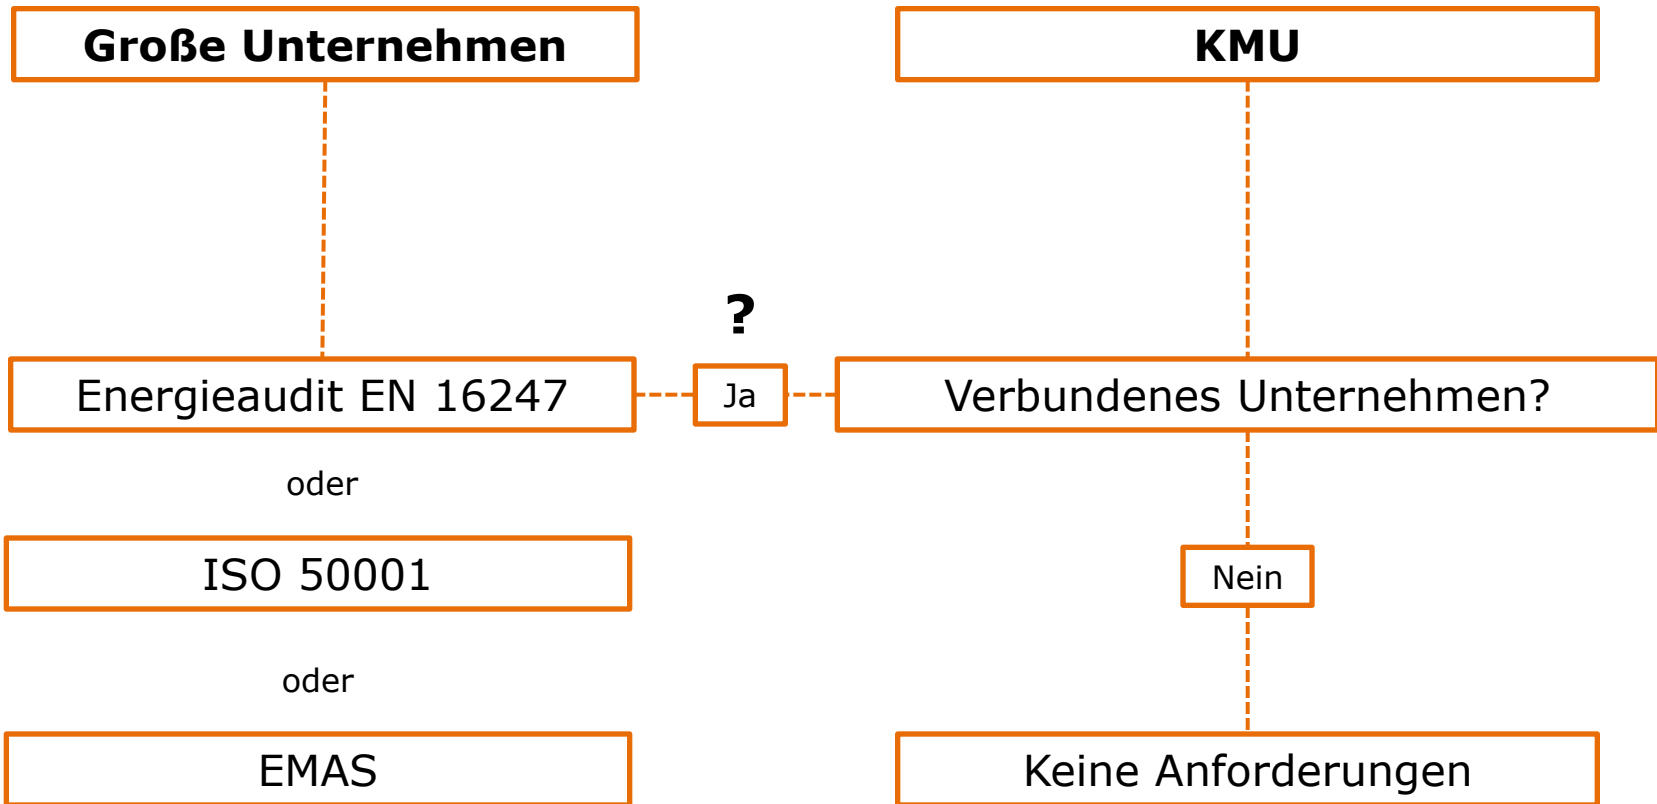 Große Unternehmen
KMU
?
Energieaudit EN 16247
Ja
Verbundenes Unternehmen?
oder
ISO 50001
Nein
oder
EMAS
Keine Anforderungen